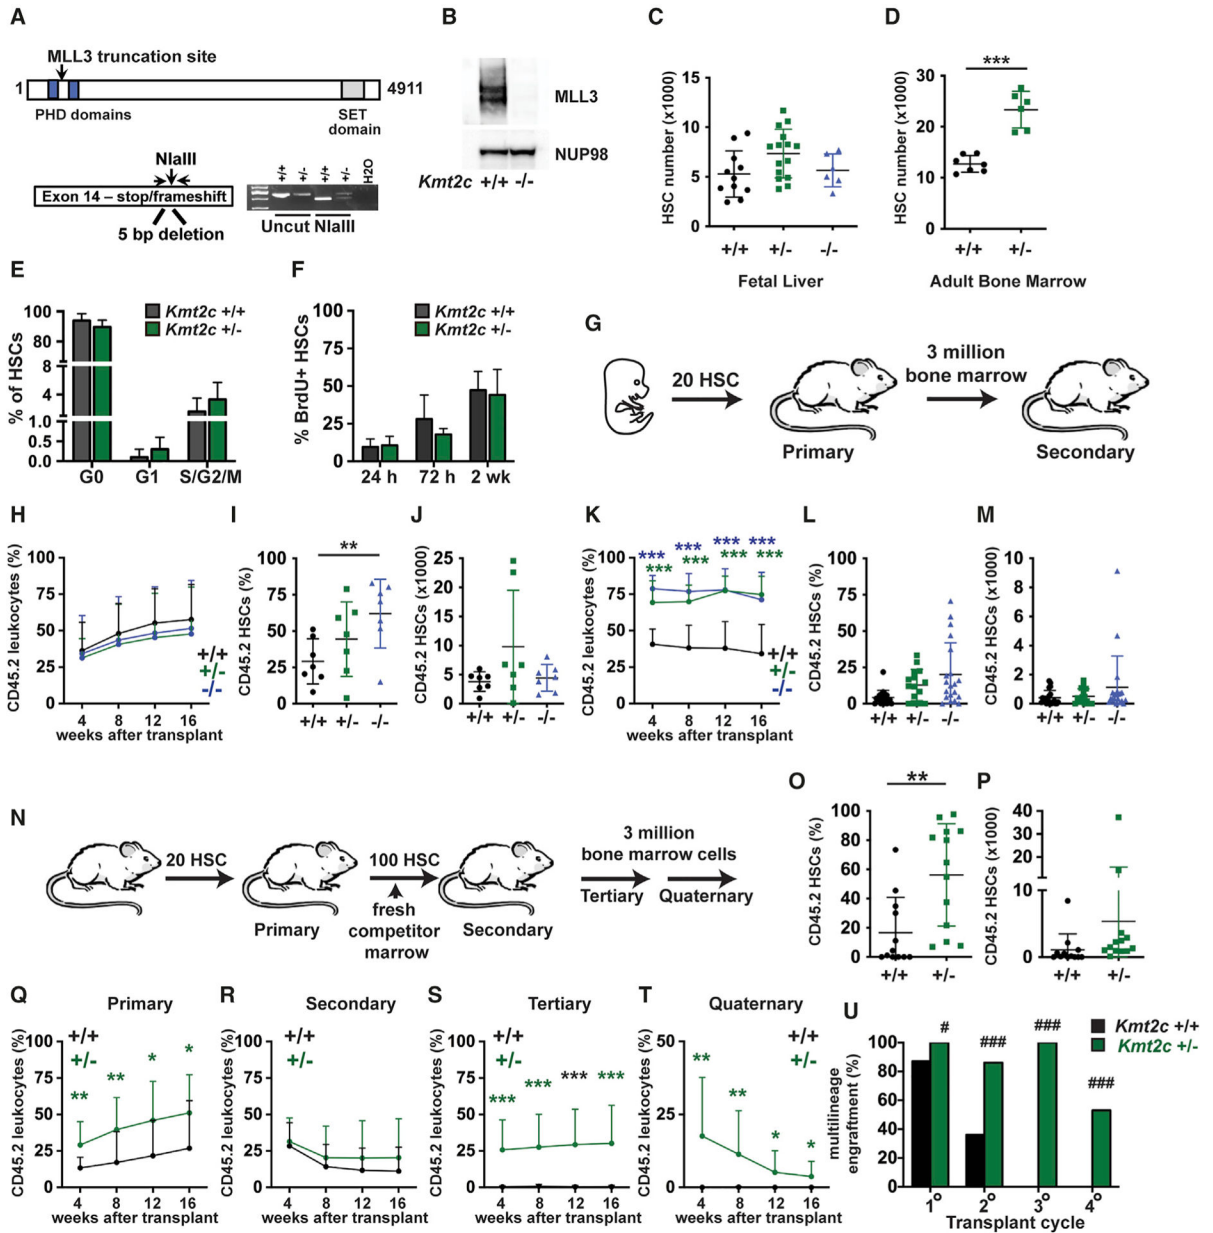 A
MLL3 truncation site
1
4911
PHD domains
SET
domain
NlaIII
Exon 14 – stop/frameshift
5 bp deletion
+/+
+/-
+/+
+/-
H2O
Uncut NlaIII
B
MLL3
NUP98
Kmt2c +/+ -/-
C
HSC number (x1000)
15
10
5
0
+/+ +/- -/-
Fetal Liver
D
HSC number (x1000)
***
30
20
10
0
+/+ +/-
Adult Bone Marrow
E
% of HSCs
100
80
8
4
1.0
0.5
0.0
G0 G1 S/G2/M
Kmt2c +/+
Kmt2c +/-
F
% BrdU+ HSCs
100
75
50
25
0
24 h 72 h 2 wk
Kmt2c +/+
Kmt2c +/-
G
20 HSC
Primary
3 million
bone marrow
Secondary
H
CD45.2 leukocytes (%)
100
75
50
25
0
+/+
+/-
-/-
4 8 12 16
weeks after transplant
I
CD45.2 HSCs (%)
**
100
75
50
25
0
+/+ +/- -/-
J
CD45.2 HSCs (x1000)
25
20
15
10
5
0
+/+ +/- -/-
K
CD45.2 leukocytes (%)
*** *** *** ***
*** *** *** ***
100
75
50
25
0
+/+
+/-
-/-
4 8 12 16
weeks after transplant
L
CD45.2 HSCs (%)
100
75
50
25
0
+/+ +/- -/-
M
CD45.2 HSCs (x1000)
10
8
6
4
2
0
+/+ +/- -/-
N
20 HSC
Primary
100 HSC
fresh
competitor
marrow
Secondary
3 million
bone marrow cells
Tertiary Quaternary
O
CD45.2 HSCs (%)
**
100
80
60
40
20
0
+/+ +/-
P
CD45.2 HSCs (x1000)
40
30
20
10
0
+/+ +/-
Q
Primary
CD45.2 leukocytes (%)
+/+
+/-
** ** * *
100
75
50
25
0
4 8 12 16
weeks after transplant
R
Secondary
CD45.2 leukocytes (%)
+/+
+/-
100
75
50
25
0
4 8 12 16
weeks after transplant
S
Tertiary
CD45.2 leukocytes (%)
+/+
+/-
*** *** *** ***
100
75
50
25
0
4 8 12 16
weeks after transplant
T
Quaternary
CD45.2 leukocytes (%)
+/+
+/-
** ** * *
50
25
0
4 8 12 16
weeks after transplant
U
multilineage
engraftment (%)
# ### ### ###
Kmt2c +/+
Kmt2c +/-
100
80
60
40
20
0
1° 2° 3° 4°
Transplant cycle